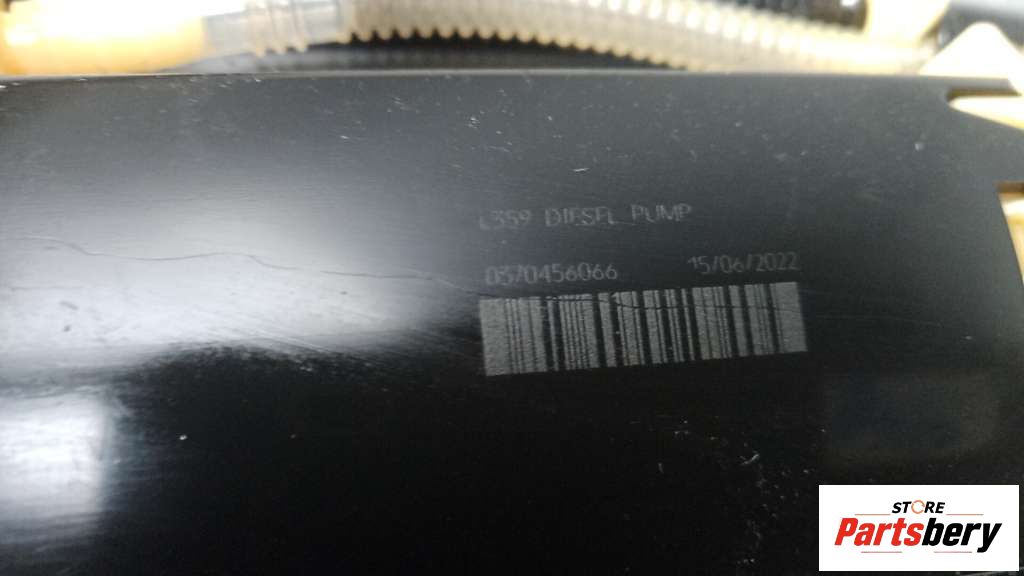 L359 DIESEL PUMP
0370456066 15/06/2022
STORE
Partsbery